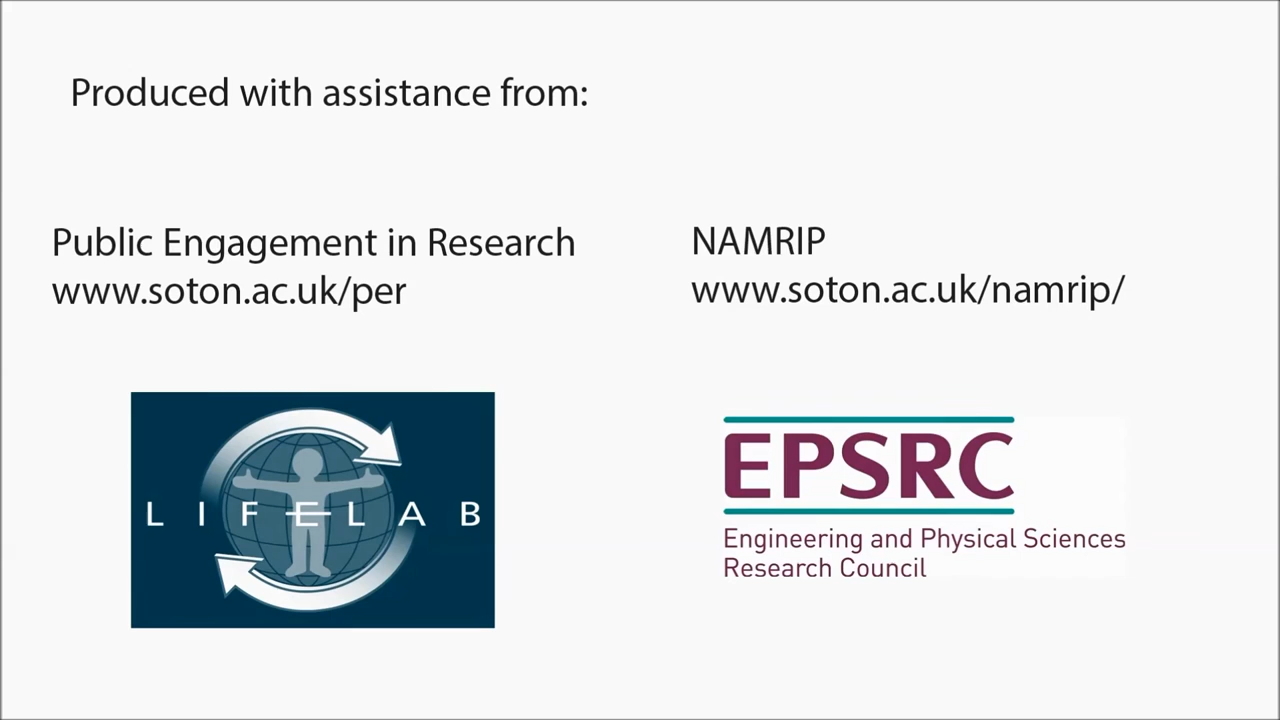 Produced with assistance from:
Public Engagement in Research
www.soton.ac.uk/per
NAMRIP
www.soton.ac.uk/namrip/
LIFELAB
EPSRC
Engineering and Physical Sciences
Research Council